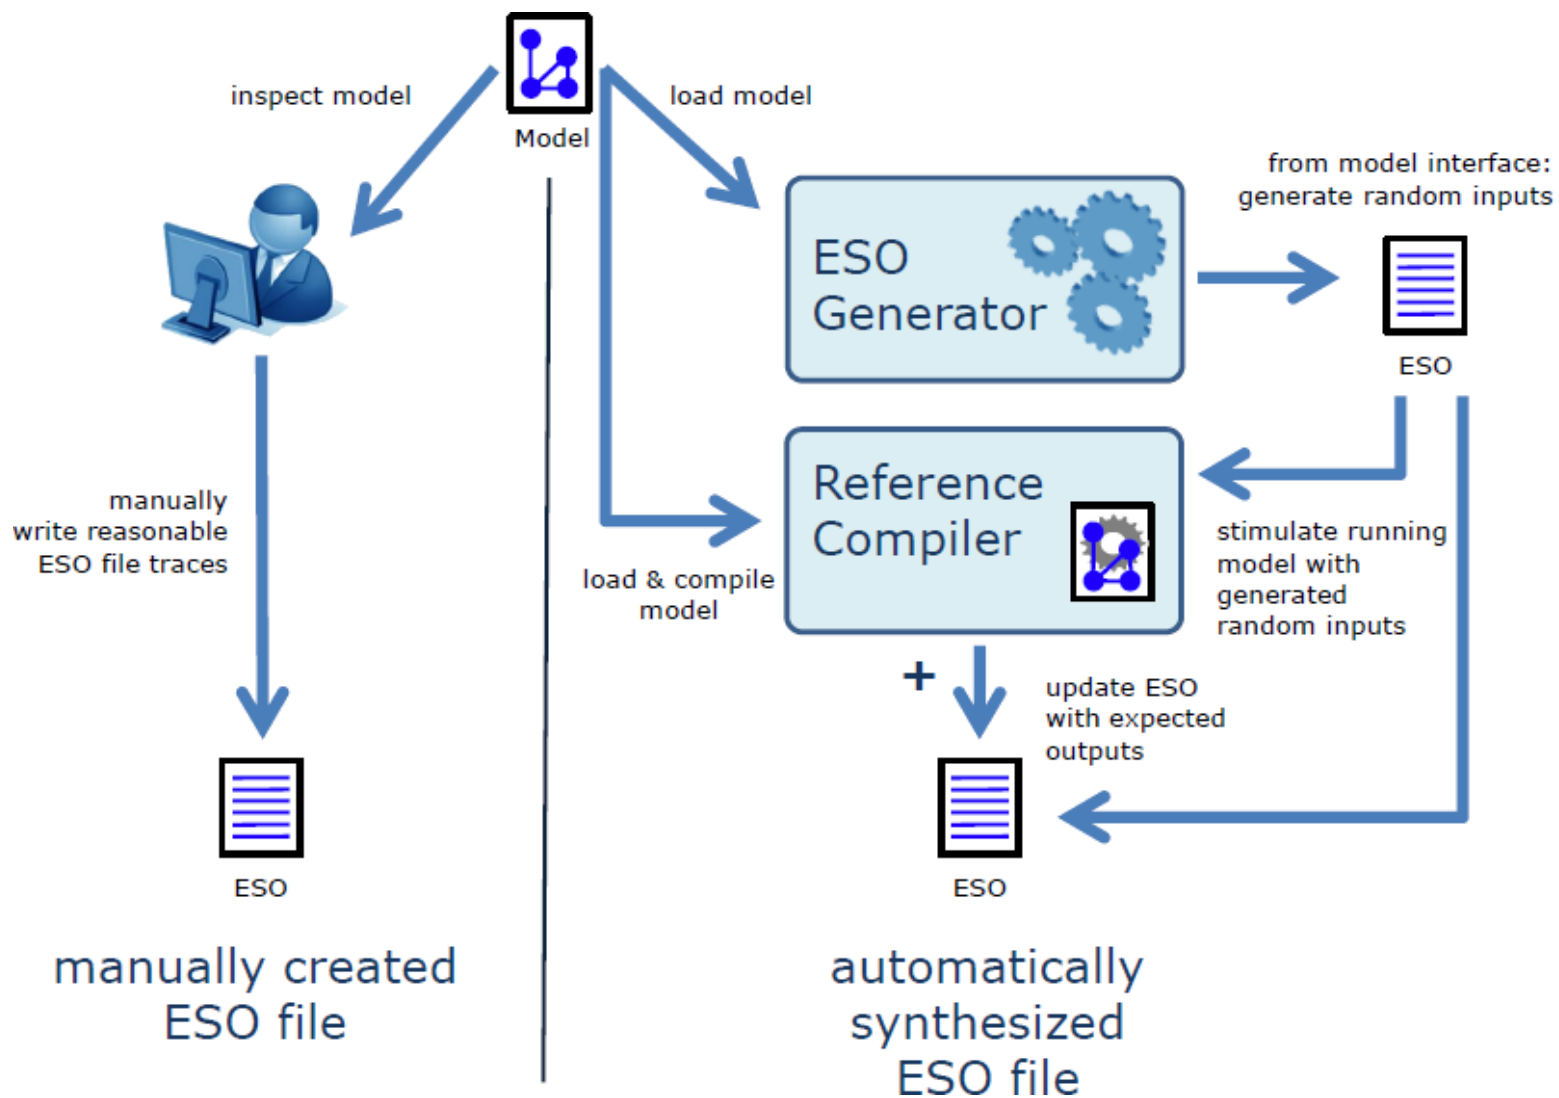 inspect model
load model
Model
from model interface:
generate random inputs
ESO
Generator
ESO
manually
write reasonable
ESO file traces
Reference
Compiler
load & compile
model
stimulate running
model with
generated
random inputs
+
update ESO
with expected
outputs
ESO
ESO
manually created
ESO file
automatically
synthesized
ESO file